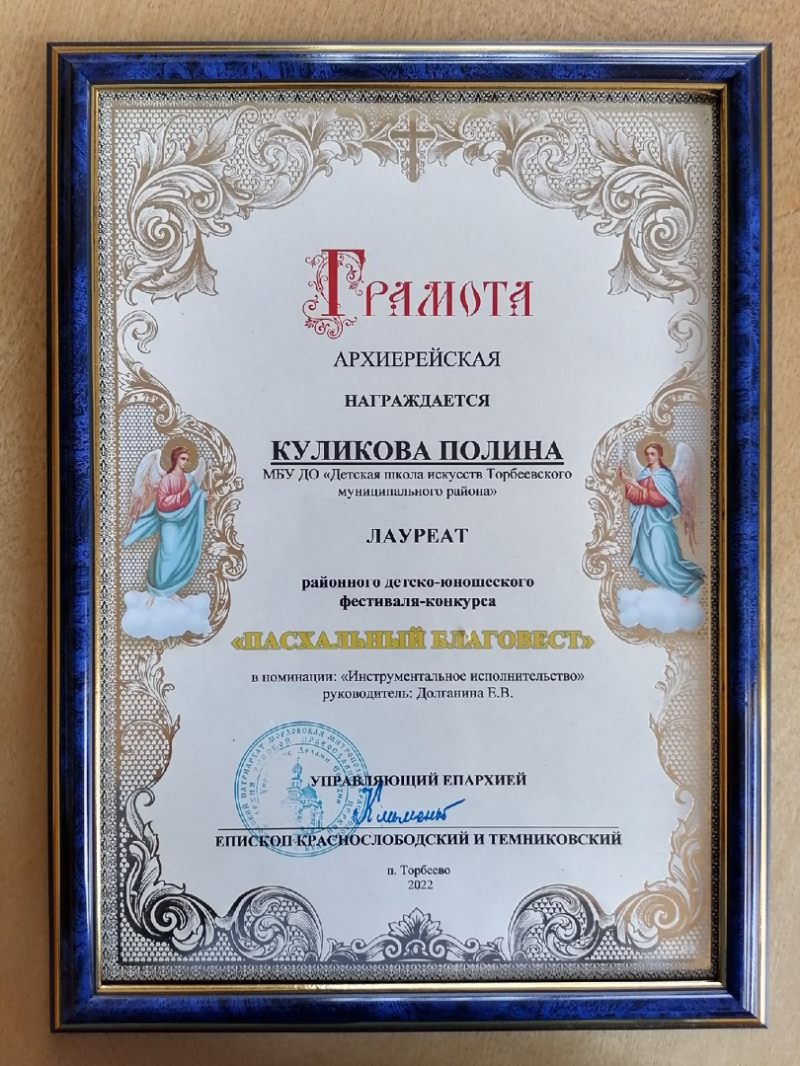 Грамота
АРХИЕРЕЙСКАЯ
НАГРАЖДАЕТСЯ
КУЛИКОВА ПОЛИНА
МБУ ДО «Детская школа искусств Торбеевского
муниципального района»
ЛАУРЕАТ
районного детско-юношеского
фестиваля-конкурса
«ПАСХАЛЬНЫЙ БЛАГОВЕСТ»
в номинации: «Инструментальное исполнительство»
руководитель: Долганина Е.В.
УПРАВЛЯЮЩИЙ ЕПАРХИЕЙ
Климент
ЕПИСКОП КРАСНОСЛОБОДСКИЙ И ТЕМНИКОВСКИЙ
п. Торбеево
2022